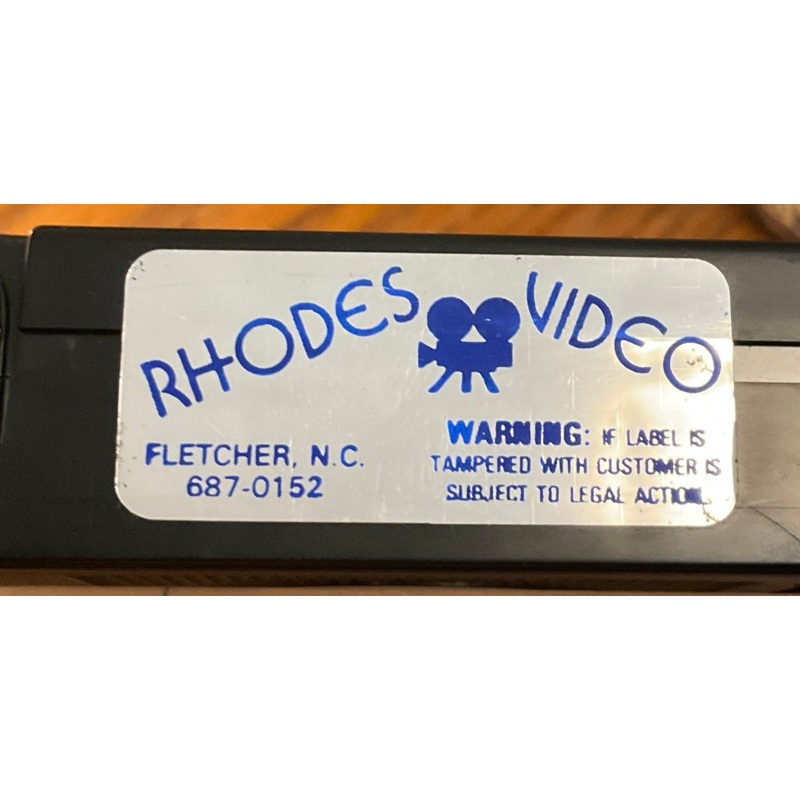 RHODES VIDEO
FLETCHER, N.C.
687-0152
WARNING: IF LABEL IS
TAMPERED WITH CUSTOMER IS
SUBJECT TO LEGAL ACTION.